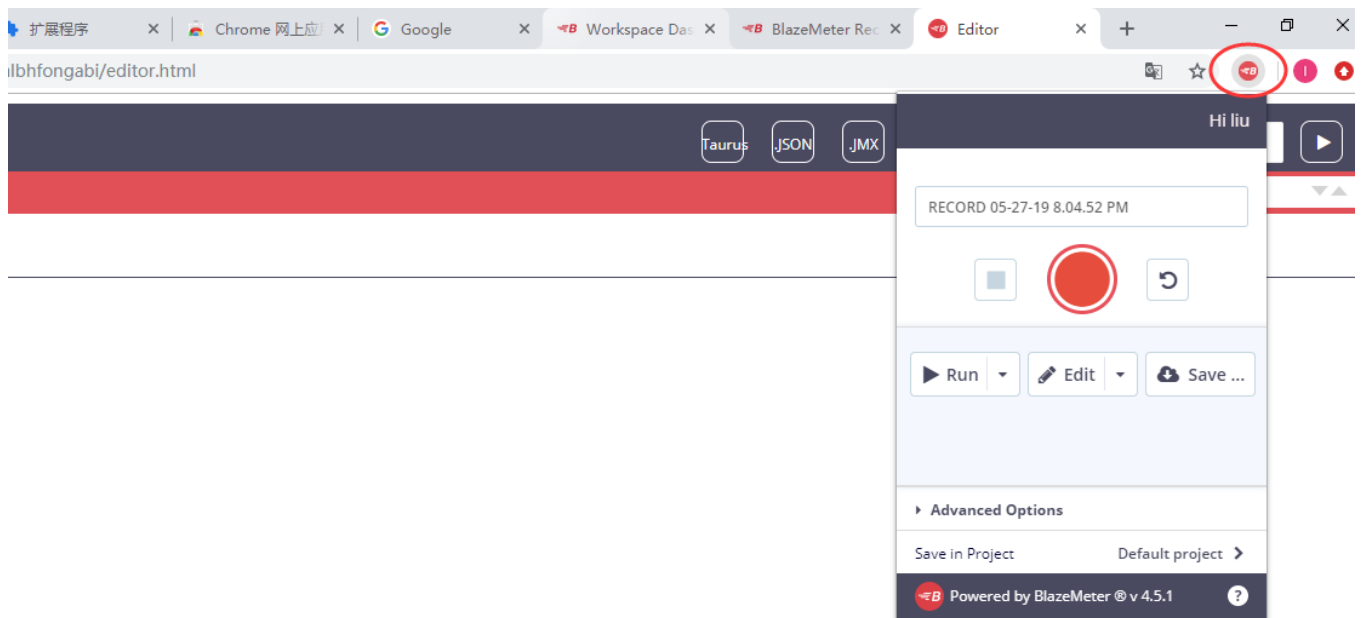 扩展程序
Chrome 网上应
Google
Workspace Das
BlazeMeter Rec
Editor
lbhfongabi/editor.html
I
Taurus
.JSON
.JMX
Hi liu
RECORD 05-27-19 8.04.52 PM
Run
Edit
Save ...
Advanced Options
Save in Project
Default project
B Powered by BlazeMeter ® v 4.5.1 ?